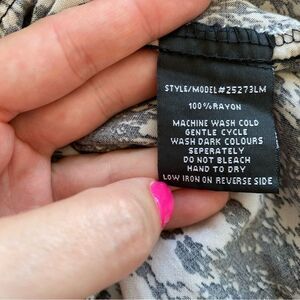 STYLE/MODEL#25273LM
100%RAYON
MACHINE WASH COLD
GENTLE CYCLE
WASH DARK COLOURS
SEPERATELY
DO NOT BLEACH
HAND TO DRY
LOW IRON ON REVERSE SIDE